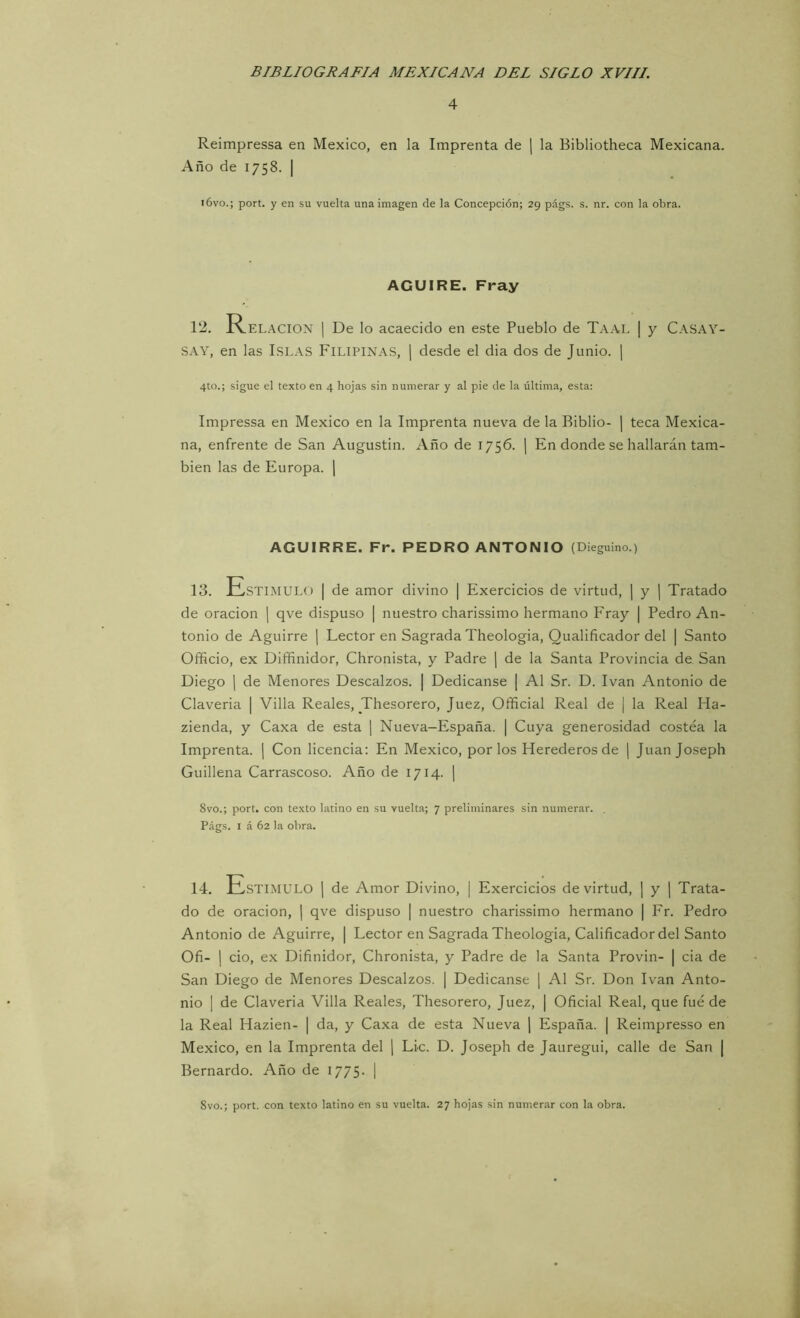 BIBLIOGRAFIA MEXICANA DEL SIGLO XVIII.
4
Reimpressa en Mexico, en la Imprenta de | la Bibliotheca Mexicana.
Año de 1758. |
16vo.; port. y en su vuelta una imagen de la Concepción; 29 págs. s. nr. con la obra.
AGUIRE. Fray
12. RELACION | De lo acaecido en este Pueblo de TAAL | y CASAY-
SAY, en las ISLAS FILIPINAS, | desde el dia dos de Junio. |
4to.; sigue el texto en 4 hojas sin numerar y al pie de la última, esta:
Impressa en Mexico en la Imprenta nueva de la Biblio- | teca Mexica-
na, enfrente de San Augustin. Año de 1756. | En donde se hallarán tam-
bien las de Europa. |
AGUIRRE. Fr. PEDRO ANTONIO (Dieguino.)
13. ESTIMULO | de amor divino | Exercicios de virtud, | y | Tratado
de oracion | qve dispuso | nuestro charissimo hermano Fray | Pedro An-
tonio de Aguirre | Lector en Sagrada Theologia, Qualificador del | Santo
Officio, ex Diffinidor, Chronista, y Padre | de la Santa Provincia de San
Diego | de Menores Descalzos. | Dedicanse | Al Sr. D. Ivan Antonio de
Claveria | Villa Reales, Thesorero, Juez, Official Real de | la Real Ha-
zienda, y Caxa de esta | Nueva-España. | Cuya generosidad costéa la
Imprenta. | Con licencia: En Mexico, por los Herederos de | Juan Joseph
Guillena Carrascoso. Año de 1714. |
8vo.; port. con texto latino en su vuelta; 7 preliminares sin numerar.
Págs. 1 á 62 la obra.
14. ESTIMULO | de Amor Divino, | Exercicios de virtud, | y | Trata-
do de oracion, | qve dispuso | nuestro charissimo hermano | Fr. Pedro
Antonio de Aguirre, | Lector en Sagrada Theologia, Calificador del Santo
Ofi- | cio, ex Difinidor, Chronista, y Padre de la Santa Provin- | cia de
San Diego de Menores Descalzos. | Dedicanse | Al Sr. Don Ivan Anto-
nio | de Claveria Villa Reales, Thesorero, Juez, | Oficial Real, que fué de
la Real Hazien- | da, y Caxa de esta Nueva | España. | Reimpresso en
Mexico, en la Imprenta del | Lic. D. Joseph de Jauregui, calle de San |
Bernardo. Año de 1775. |
8vo.; port. con texto latino en su vuelta. 27 hojas sin numerar con la obra.